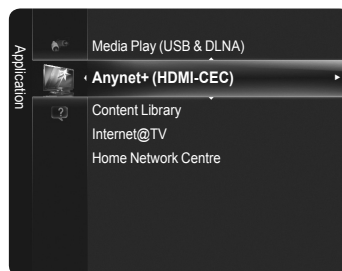 Application
Media Play (USB & DLNA)
Anynet+ (HDMI-CEC)
Content Library
Internet@TV
Home Network Centre